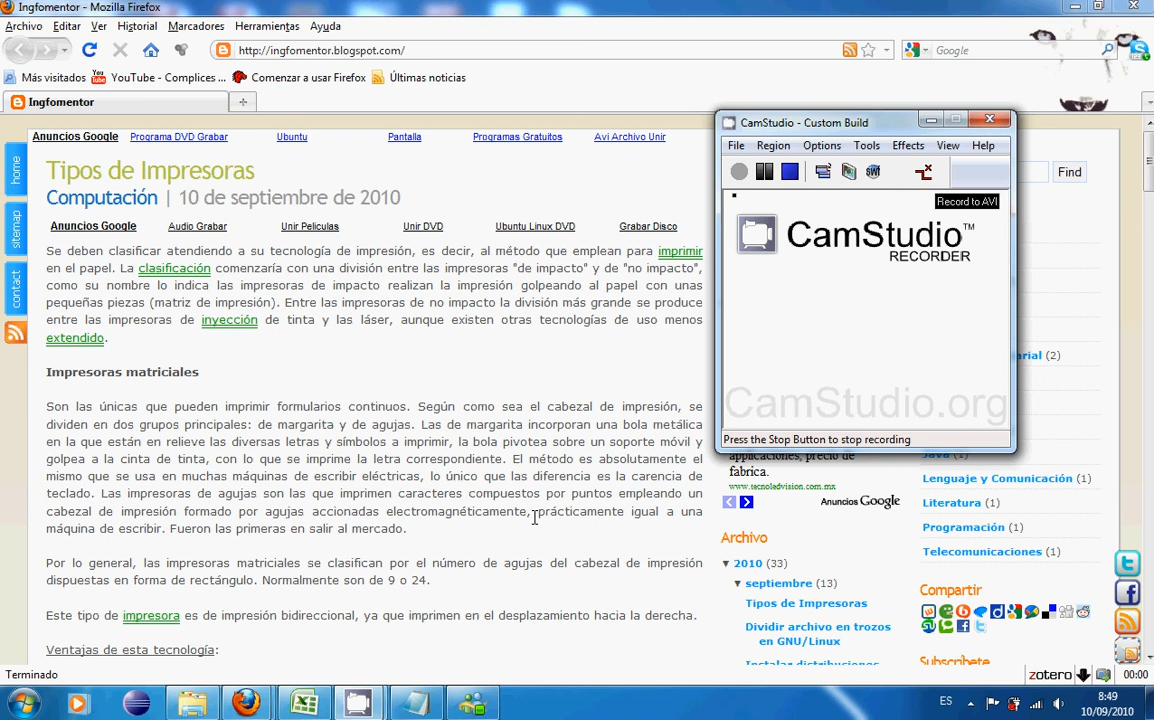 Ingfomentor - Mozilla Firefox
Archivo Editar Ver Historial Marcadores Herramientas Ayuda
http://ingfomentor.blogspot.com/
Google
Más visitados YouTube - Complices ... Comenzar a usar Firefox Últimas noticias
Ingfomentor
Anuncios Google Programa DVD Grabar Ubuntu Pantalla Programas Gratuitos Avi Archivo Unir
home
sitemap
contact
Tipos de Impresoras
Computación | 10 de septiembre de 2010
Anuncios Google Audio Grabar Unir Peliculas Unir DVD Ubuntu Linux DVD Grabar Disco
Se deben clasificar atendiendo a su tecnología de impresión, es decir, al método que emplean para imprimir
en el papel. La clasificación comenzaría con una división entre las impresoras "de impacto" y de "no impacto",
como su nombre lo indica las impresoras de impacto realizan la impresión golpeando al papel con unas
pequeñas piezas (matriz de impresión). Entre las impresoras de no impacto la división más grande se produce
entre las impresoras de inyección de tinta y las láser, aunque existen otras tecnologías de uso menos
extendido.
Impresoras matriciales
Son las únicas que pueden imprimir formularios continuos. Según como sea el cabezal de impresión, se
dividen en dos grupos principales: de margarita y de agujas. Las de margarita incorporan una bola metálica
en la que están en relieve las diversas letras y símbolos a imprimir, la bola pivotea sobre un soporte móvil y
golpea a la cinta de tinta, con lo que se imprime la letra correspondiente. El método es absolutamente el
mismo que se usa en muchas máquinas de escribir eléctricas, lo único que las diferencia es la carencia de
teclado. Las impresoras de agujas son las que imprimen caracteres compuestos por puntos empleando un
cabezal de impresión formado por agujas accionadas electromagnéticamente, prácticamente igual a una
máquina de escribir. Fueron las primeras en salir al mercado.
Por lo general, las impresoras matriciales se clasifican por el número de agujas del cabezal de impresión
dispuestas en forma de rectángulo. Normalmente son de 9 o 24.
Este tipo de impresora es de impresión bidireccional, ya que imprimen en el desplazamiento hacia la derecha.
Ventajas de esta tecnología:
CamStudio - Custom Build
File Region Options Tools Effects View Help
SWF
Record to AVI
CamStudio™
RECORDER
CamStudio.org
Press the Stop Button to stop recording
Find
arial (2)
aplicaciones, precio de
fabrica.
www.tecnoledvision.com.mx
Anuncios Google
Java (1)
Lenguaje y Comunicación (1)
Literatura (1)
Programación (1)
Telecomunicaciones (1)
Archivo
2010 (33)
septiembre (13)
Tipos de Impresoras
Dividir archivo en trozos
en GNU/Linux
Instalar distribuciones
Compartir
Subscríbete
Terminado
zotero 00:00
ES
8:49
10/09/2010